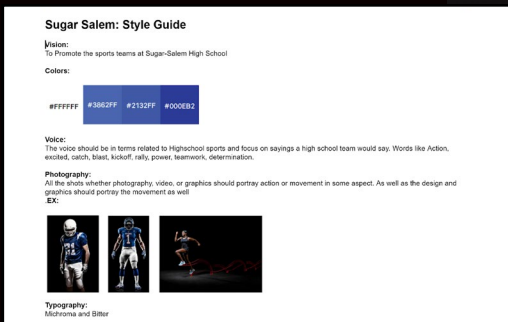 Sugar Salem: Style Guide
Vision:
To Promote the sports teams at Sugar-Salem High School
Colors:
#FFFFFF #3862FF #2132FF #000EB2
Voice:
The voice should be in terms related to Highschool sports and focus on sayings a high school team would say. Words like Action,
excited, catch, blast, kickoff, rally, power, teamwork, determination.
Photography:
All the shots whether photography, video, or graphics should portray action or movement in some aspect. As well as the design and
graphics should portray the movement as well
.EX:
Typography:
Michroma and Bitter